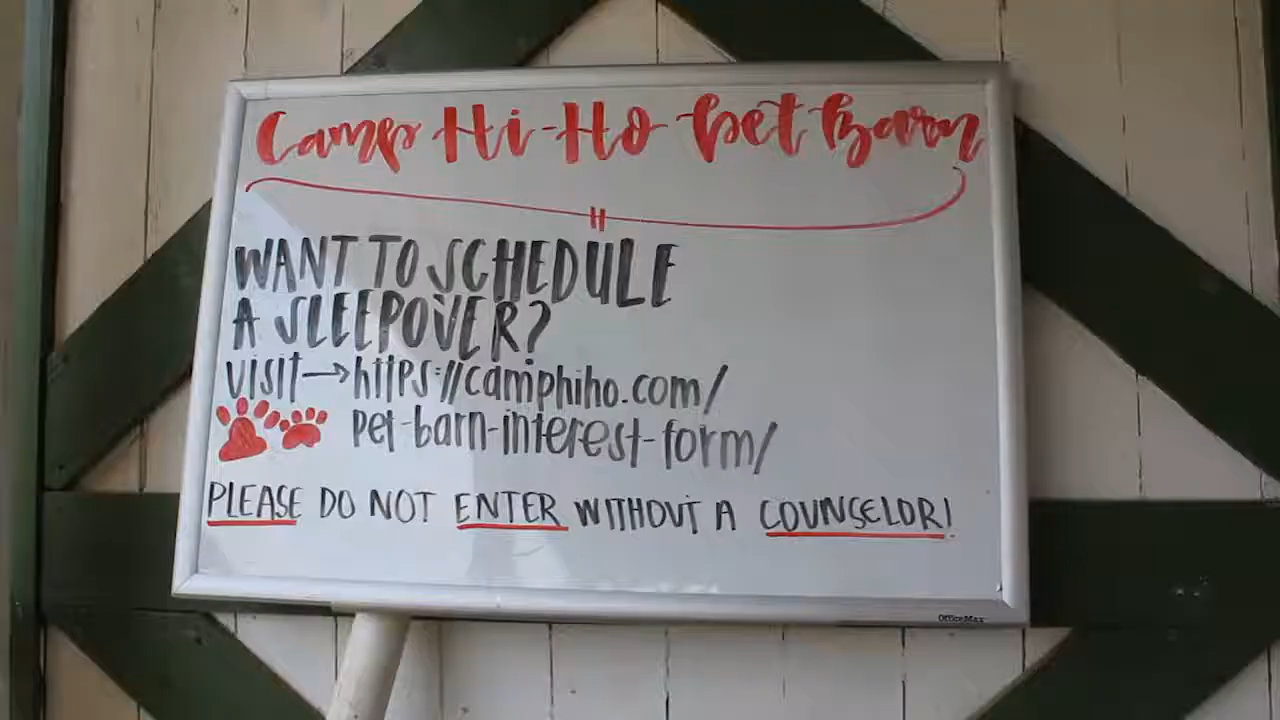 Camp Hi-Ho Pet Barn
WANT TO SCHEDULE
A SLEEPOVER?
VISIT→https://camphiho.com/
pet-barn-interest-form/
PLEASE DO NOT ENTER WITHOUT A COUNSELOR!
OfficeMax